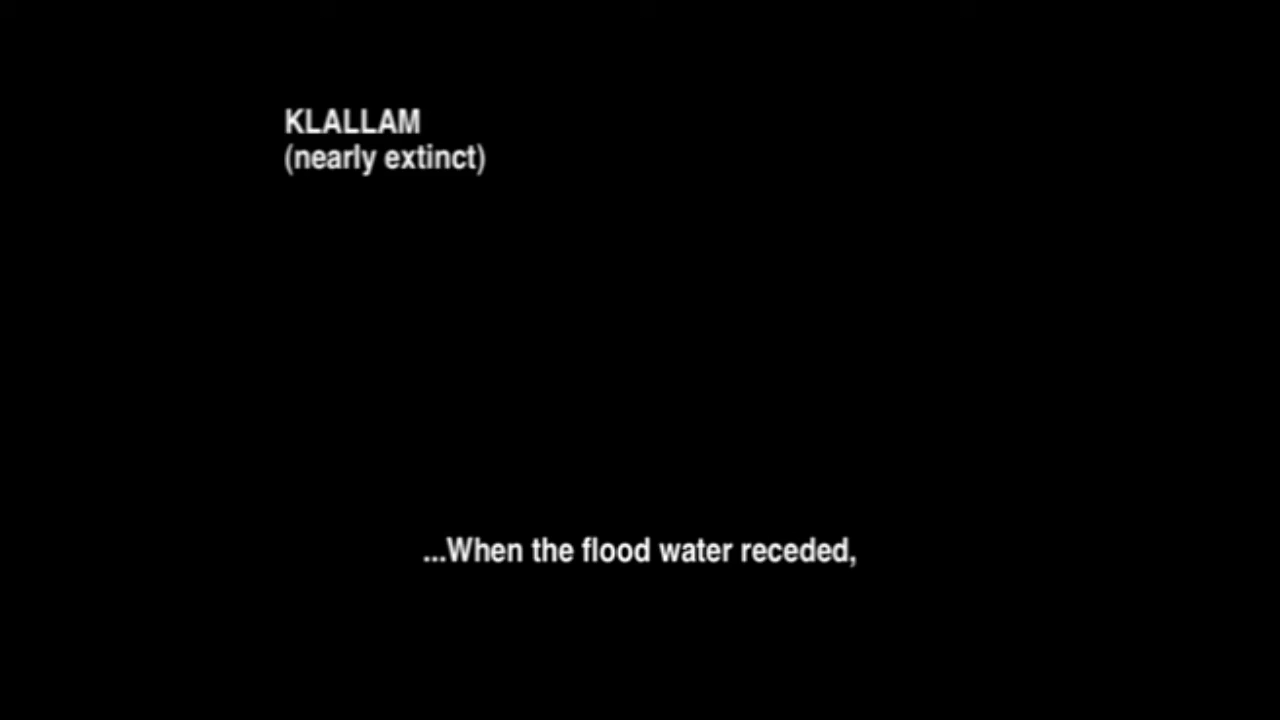 KLALLAM
(nearly extinct)
...When the flood water receded,